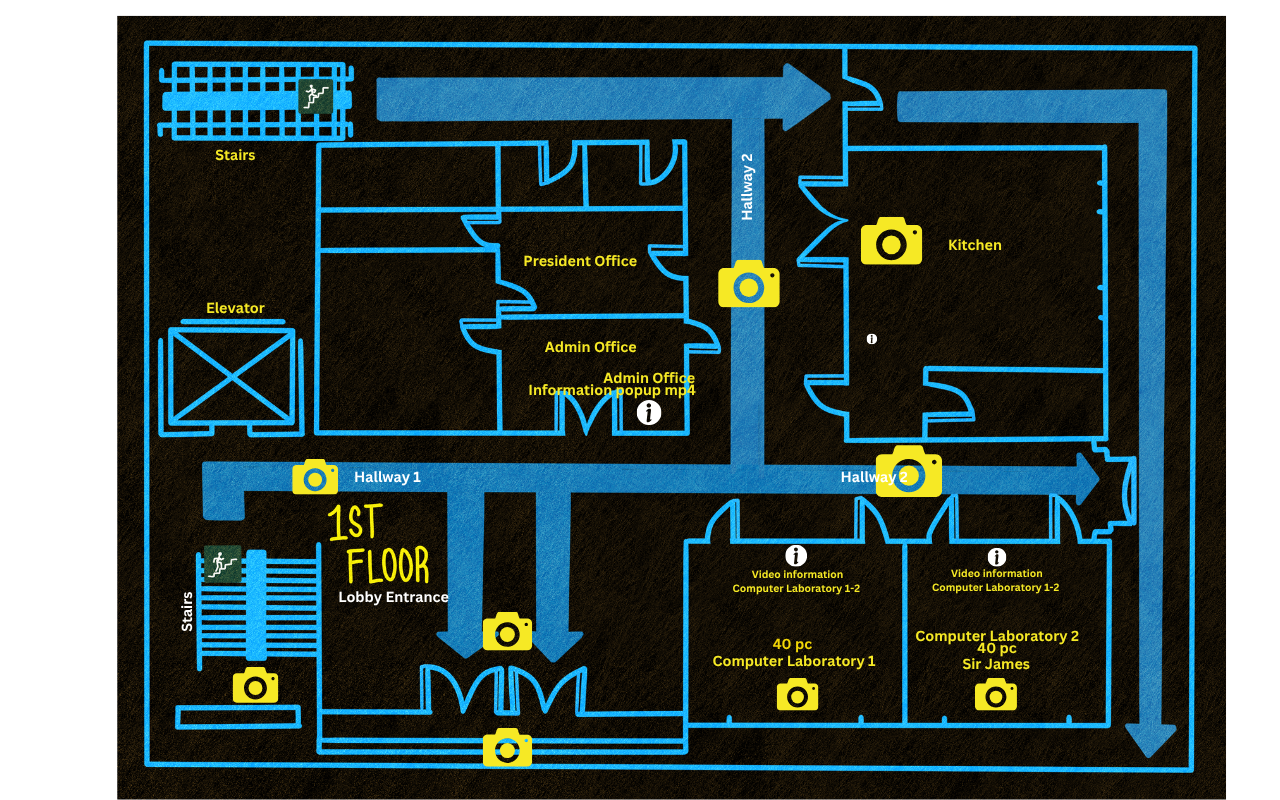 Stairs
Hallway 2
Kitchen
President Office
Elevator
Admin Office
Admin Office
Information popup mp4
i
i
Hallway 1
Hallway 2
1ST
FLOOR
Lobby Entrance
Stairs
i
Video information
Computer Laboratory 1-2
i
Video information
Computer Laboratory 1-2
40 pc
Computer Laboratory 1
Computer Laboratory 2
40 pc
Sir James